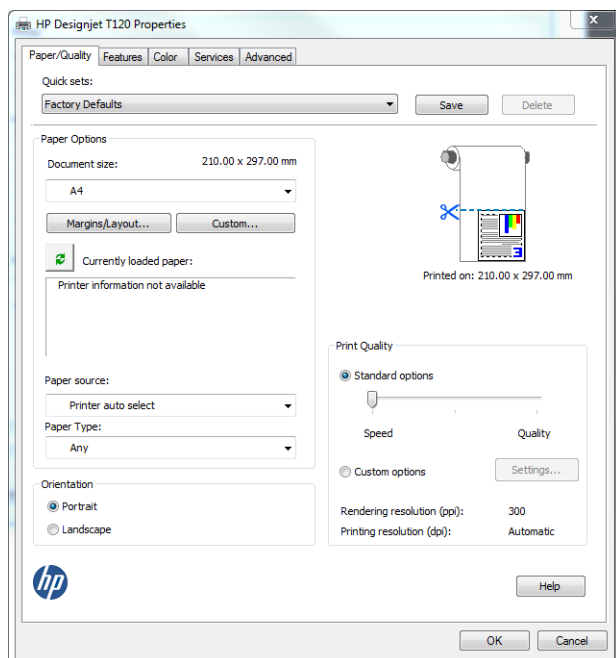 HP Designjet T120 Properties
x
Paper/Quality Features Color Services Advanced
Quick sets:
Factory Defaults Save Delete
Paper Options
Document size: 210.00 x 297.00 mm
A4
Margins/Layout... Custom...
Currently loaded paper:
Printer information not available
Paper source:
Printer auto select
Paper Type:
Any
Orientation
Portrait
Landscape
3
Printed on: 210.00 x 297.00 mm
Print Quality
Standard options
Speed Quality
Custom options Settings...
Rendering resolution (ppi): 300
Printing resolution (dpi): Automatic
hp
Help
OK Cancel